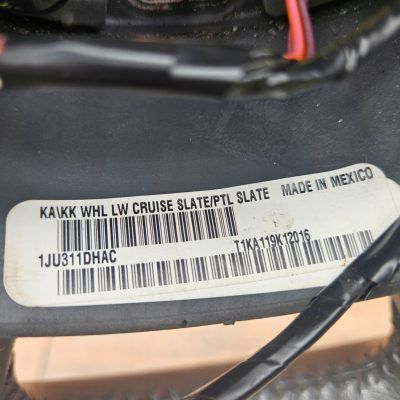 KA\KK WHL LW CRUISE SLATE/PTL SLATE MADE IN MEXICO
1JU311DHAC T1KA119K12016